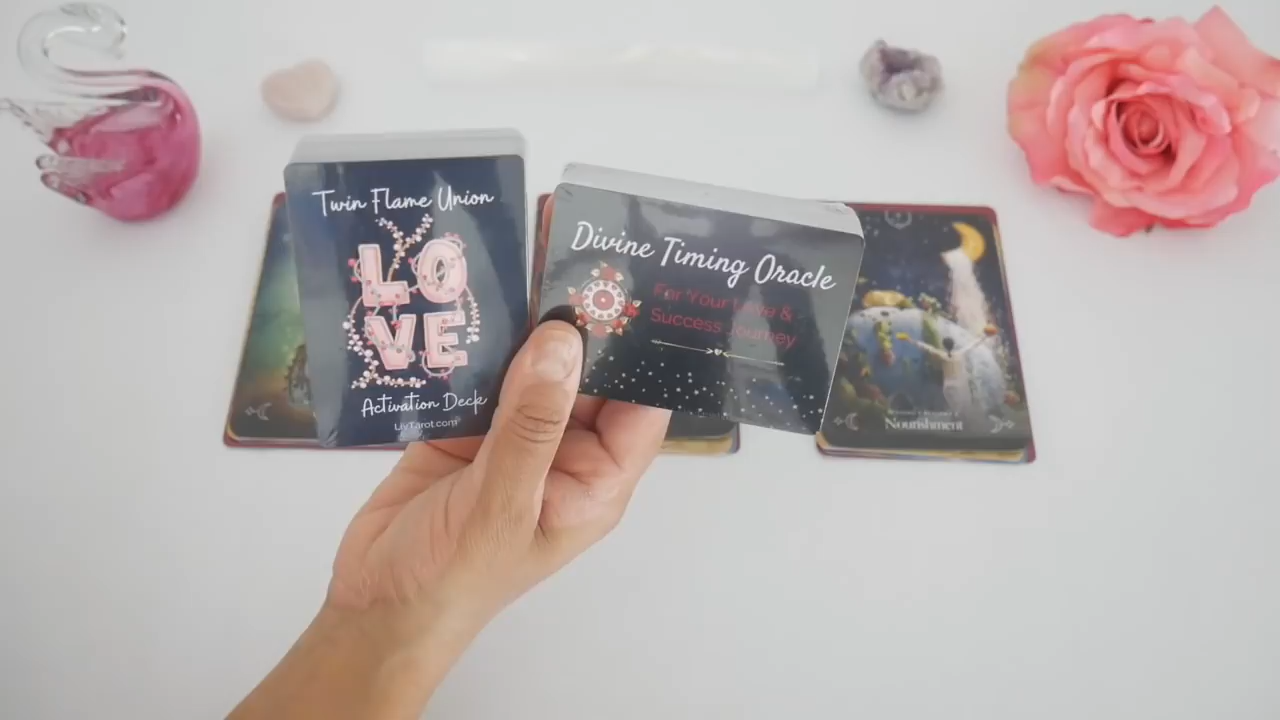 Twin Flame Union
LOVE
Activation Deck
LivTarot.com
Divine Timing Oracle
For Your Love &
Success Journey
Nourishment